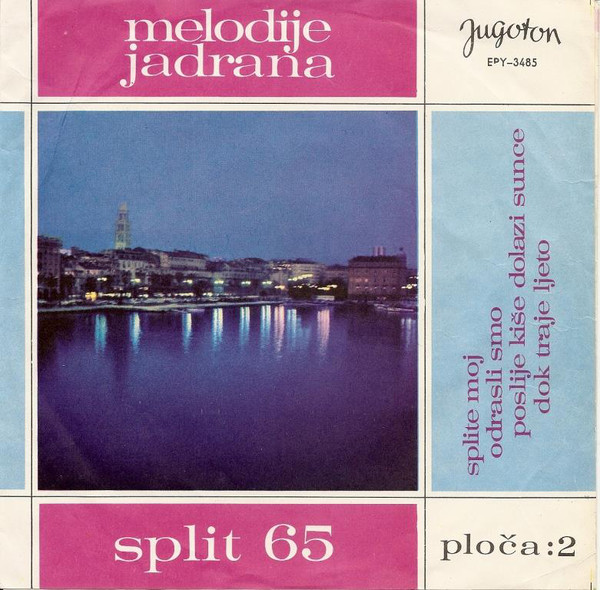 melodije
jadrana
Jugoton
EPY-3485
splite moj
odrasli smo
poslije kiše dolazi sunce
dok traje ljeto
split 65
ploča:2